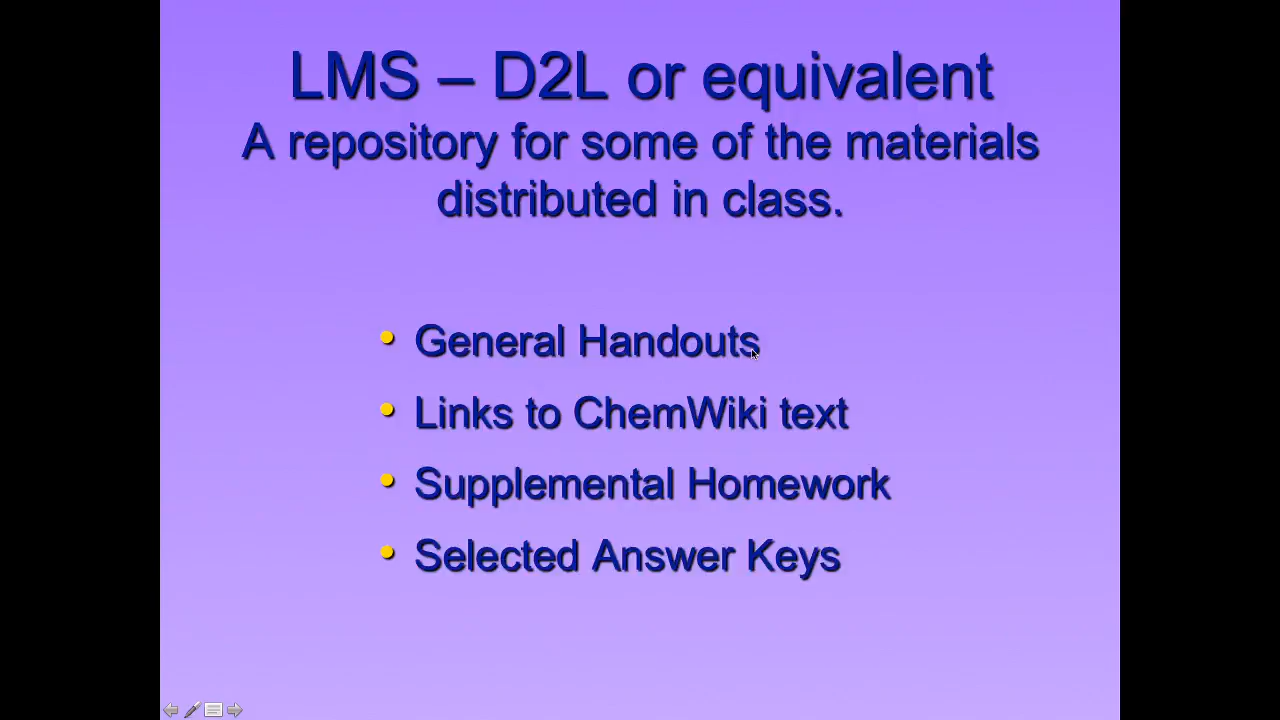 LMS – D2L or equivalent
A repository for some of the materials
distributed in class.
• General Handouts
• Links to ChemWiki text
• Supplemental Homework
• Selected Answer Keys